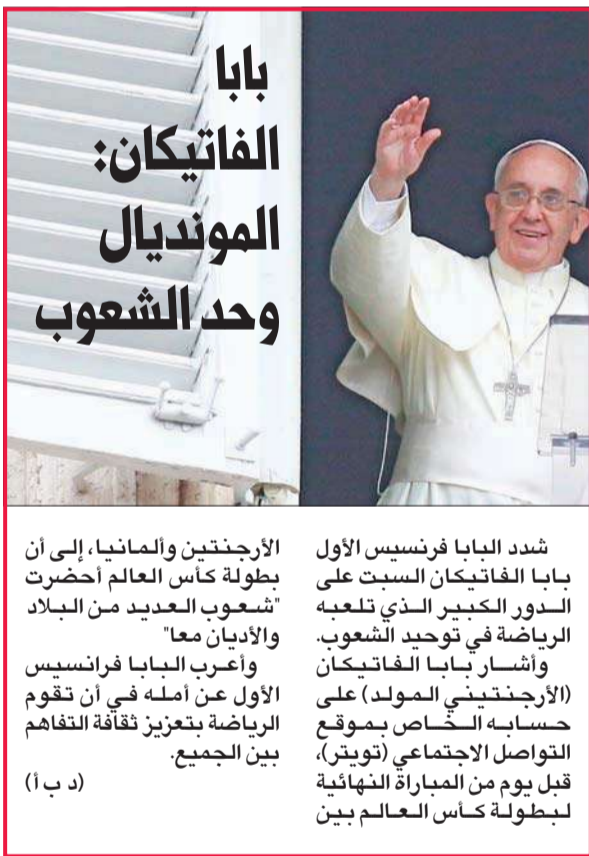 بابا
الفاتيكان:
المونديال
وحد الشعوب
شدد البابا فرنسيس الأول
بابا الفاتيكان السبت على
الدور الكبير الذي تلعبه
الرياضة في توحيد الشعوب.
وأشار بابا الفاتيكان
(الأرجنتيني المولد) على
حسابه الخاص بموقع
التواصل الاجتماعي (تويتر)،
قبل يوم من المباراة النهائية
لبطولة كأس العالم بين
الأرجنتين وألمانيا، إلى أن
بطولة كأس العالم أحضرت
"شعوب العديد من البلاد
والأديان معا"
وأعرب البابا فرانسيس
الأول عن أمله في أن تقوم
الرياضة بتعزيز ثقافة التفاهم
بين الجميع.
(د ب أ)